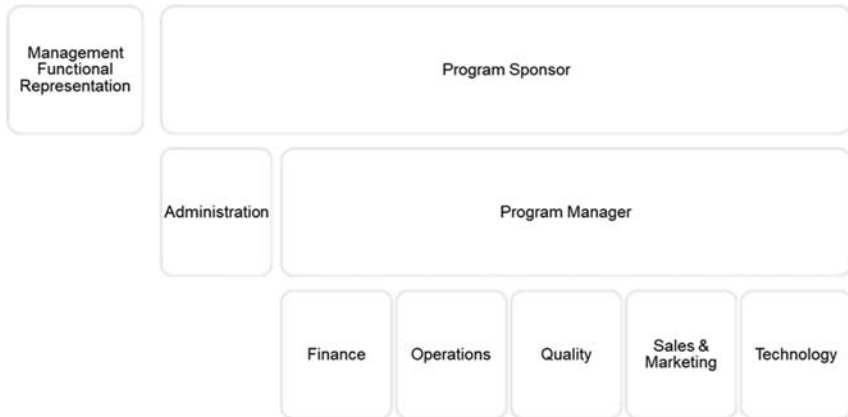 Management
Functional
Representation
Program Sponsor
Administration
Program Manager
Finance
Operations
Quality
Sales &
Marketing
Technology